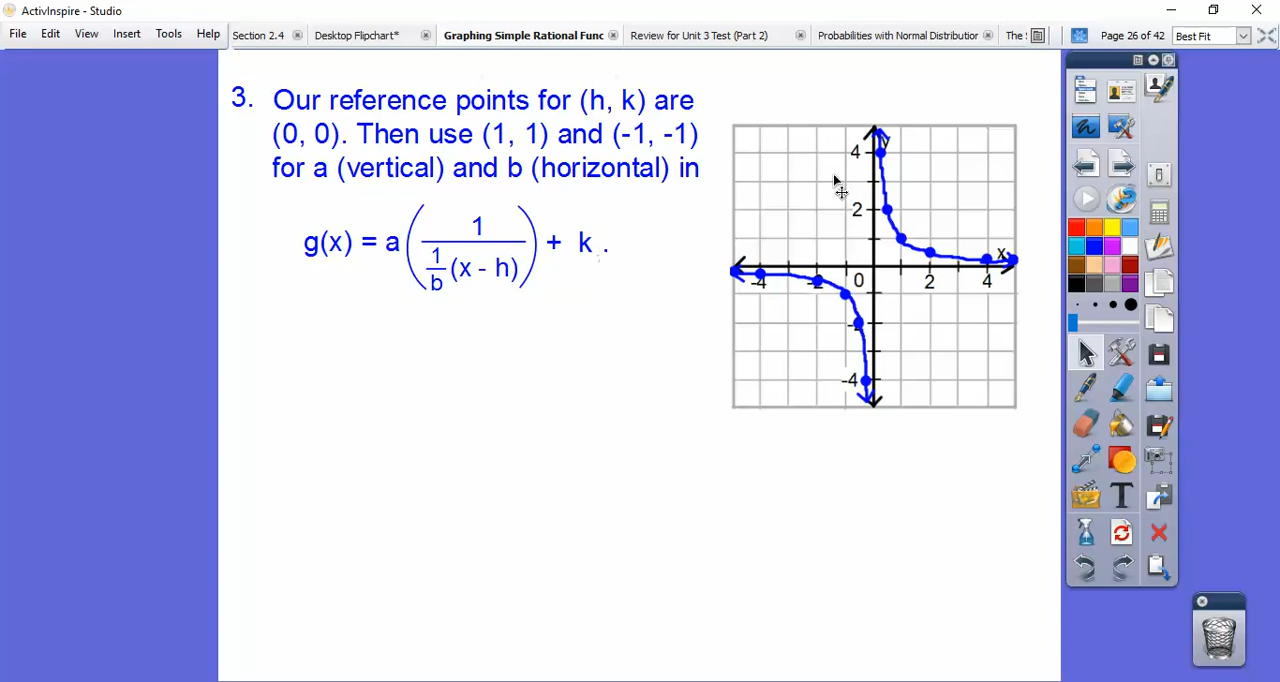 ActivInspire - Studio
File Edit View Insert Tools Help
Section 2.4 Desktop Flipchart* Graphing Simple Rational Func Review for Unit 3 Test (Part 2) Probabilities with Normal Distribution The
Page 26 of 42 Best Fit
3. Our reference points for (h, k) are
(0, 0). Then use (1, 1) and (-1, -1)
for a (vertical) and b (horizontal) in
g(x) = a(1 / (1/b (x - h))) + k .
y
4
2
x
-4 -2 0 2 4
-2
-4
T